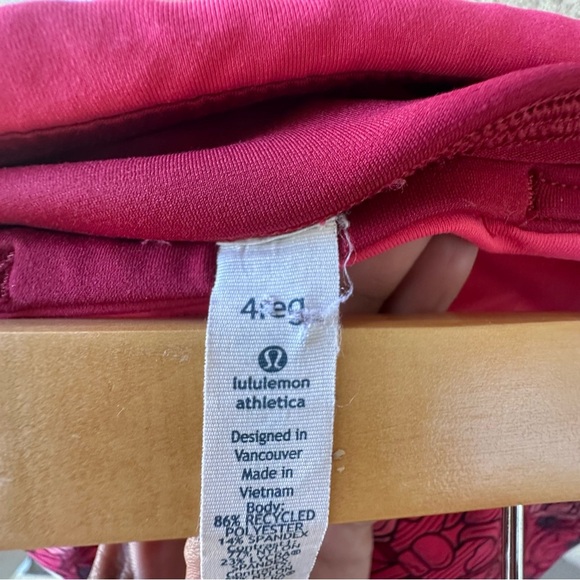 4reg
lululemon
athletica
Designed in
Vancouver
Made in
Vietnam
Body:
86% RECYCLED
POLYESTER
14% SPANDEX